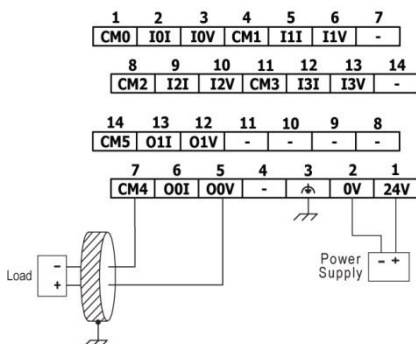 1 2 3 4 5 6 7
CM0 I0I I0V CM1 I1I I1V -
8 9 10 11 12 13 14
CM2 I2I I2V CM3 I3I I3V -
14 13 12 11 10 9 8
CM5 O1I O1V - - - -
7 6 5 4 3 2 1
CM4 O0I O0V - 0V 24V
Load - +
Power Supply - +